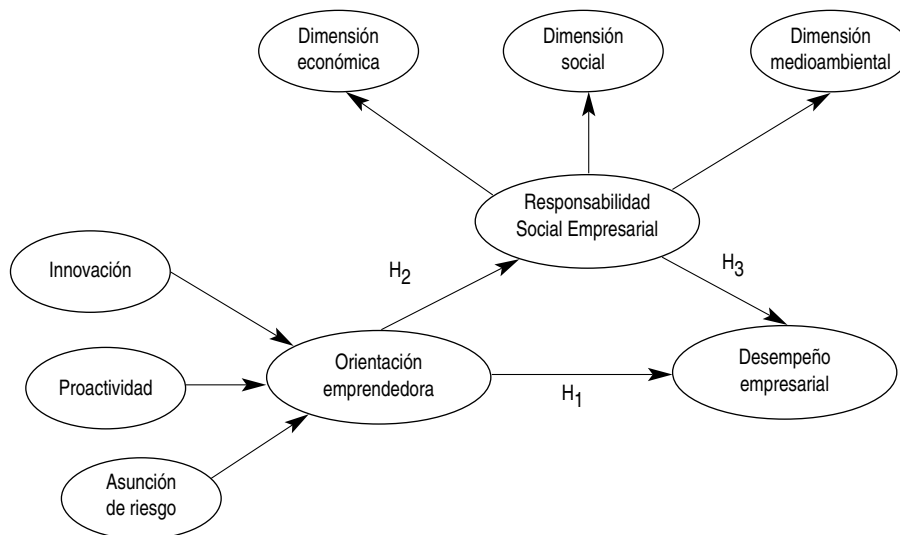 Dimensión
económica
Dimensión
social
Dimensión
medioambiental
Responsabilidad
Social Empresarial
H2
H3
Innovación
Orientación
emprendedora
Desempeño
empresarial
Proactividad
H1
Asunción
de riesgo